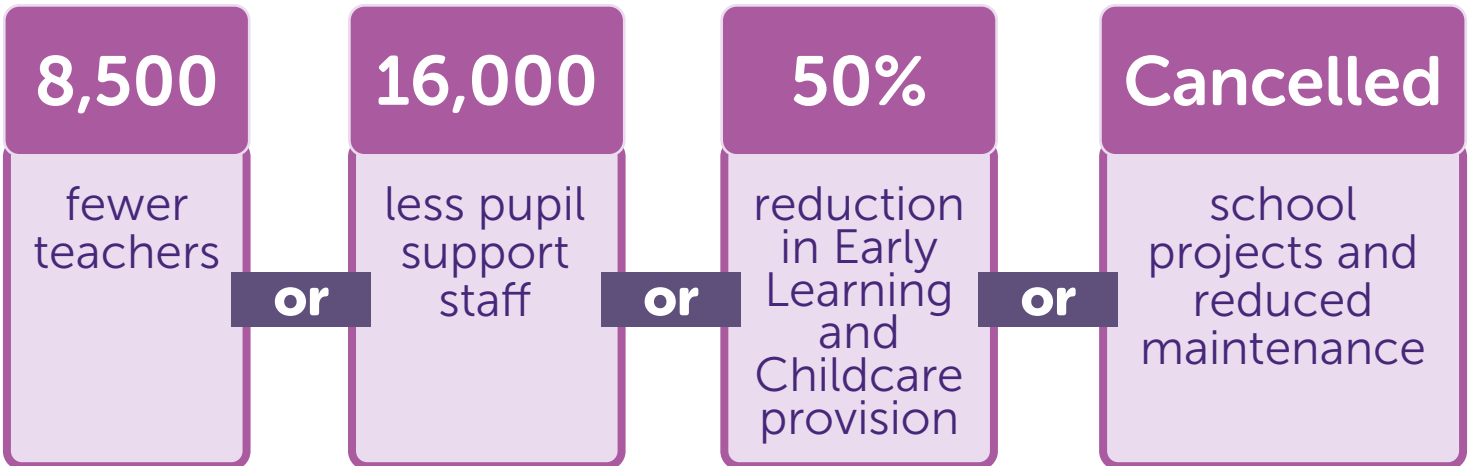 8,500
fewer
teachers
or
16,000
less pupil
support
staff
or
50%
reduction
in Early
Learning
and
Childcare
provision
or
Cancelled
school
projects and
reduced
maintenance